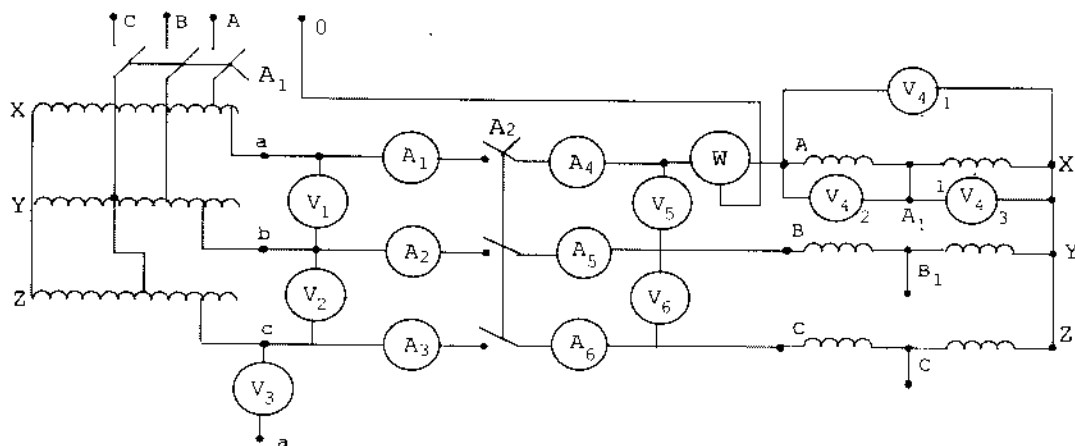 C B A 0
A1
X
V4 1
A2
a A1 A4 W A X
V1 V5 V4 2 A1 1 V4 3
Y
b A2 A5 B Y
B1
V2 V6
Z
c A3 A6 C Z
C
V3
a